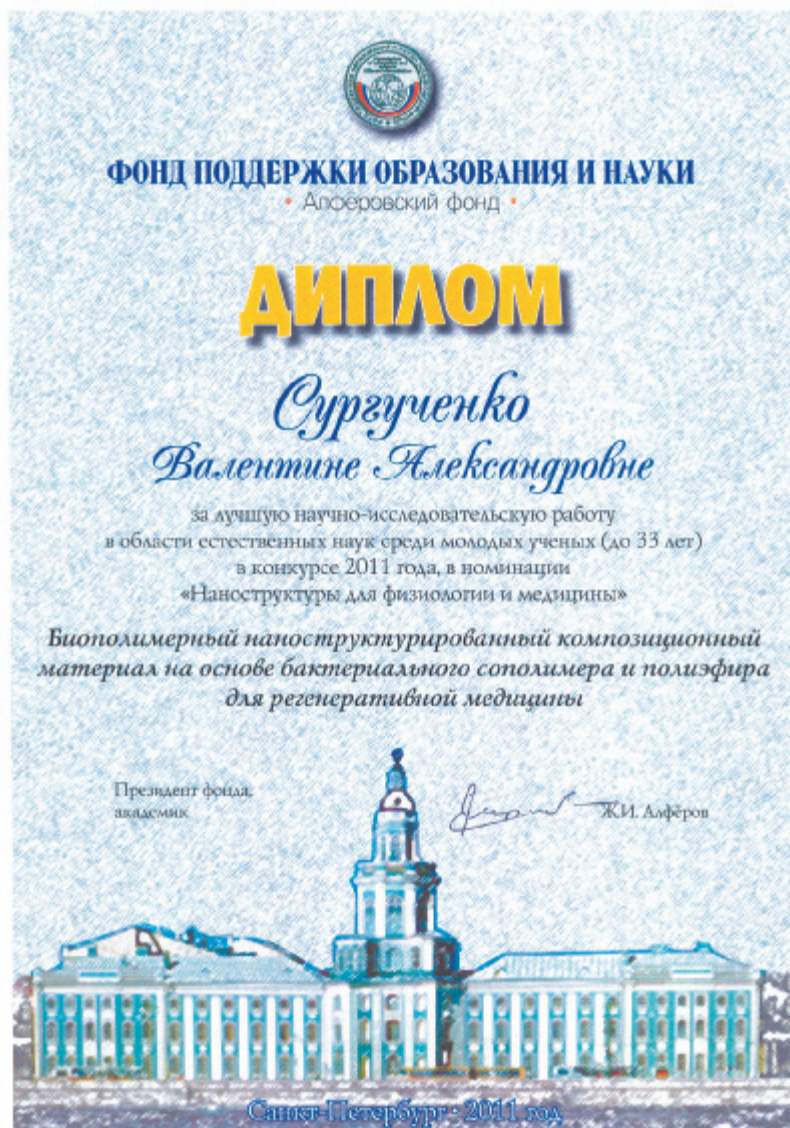 ФОНД ПОДДЕРЖКИ ОБРАЗОВАНИЯ И НАУКИ
• Алферовский фонд •
ДИПЛОМ
Сургученко
Валентине Александровне
за лучшую научно-исследовательскую работу
в области естественных наук среди молодых ученых (до 33 лет)
в конкурсе 2011 года, в номинации
«Наноструктуры для физиологии и медицины»
Биополимерный наноструктурированный композиционный
материал на основе бактериального сополимера и полиэфира
для регенеративной медицины
Президент фонда,
академик
Ж.И. Алфёров
Санкт-Петербург • 2011 год